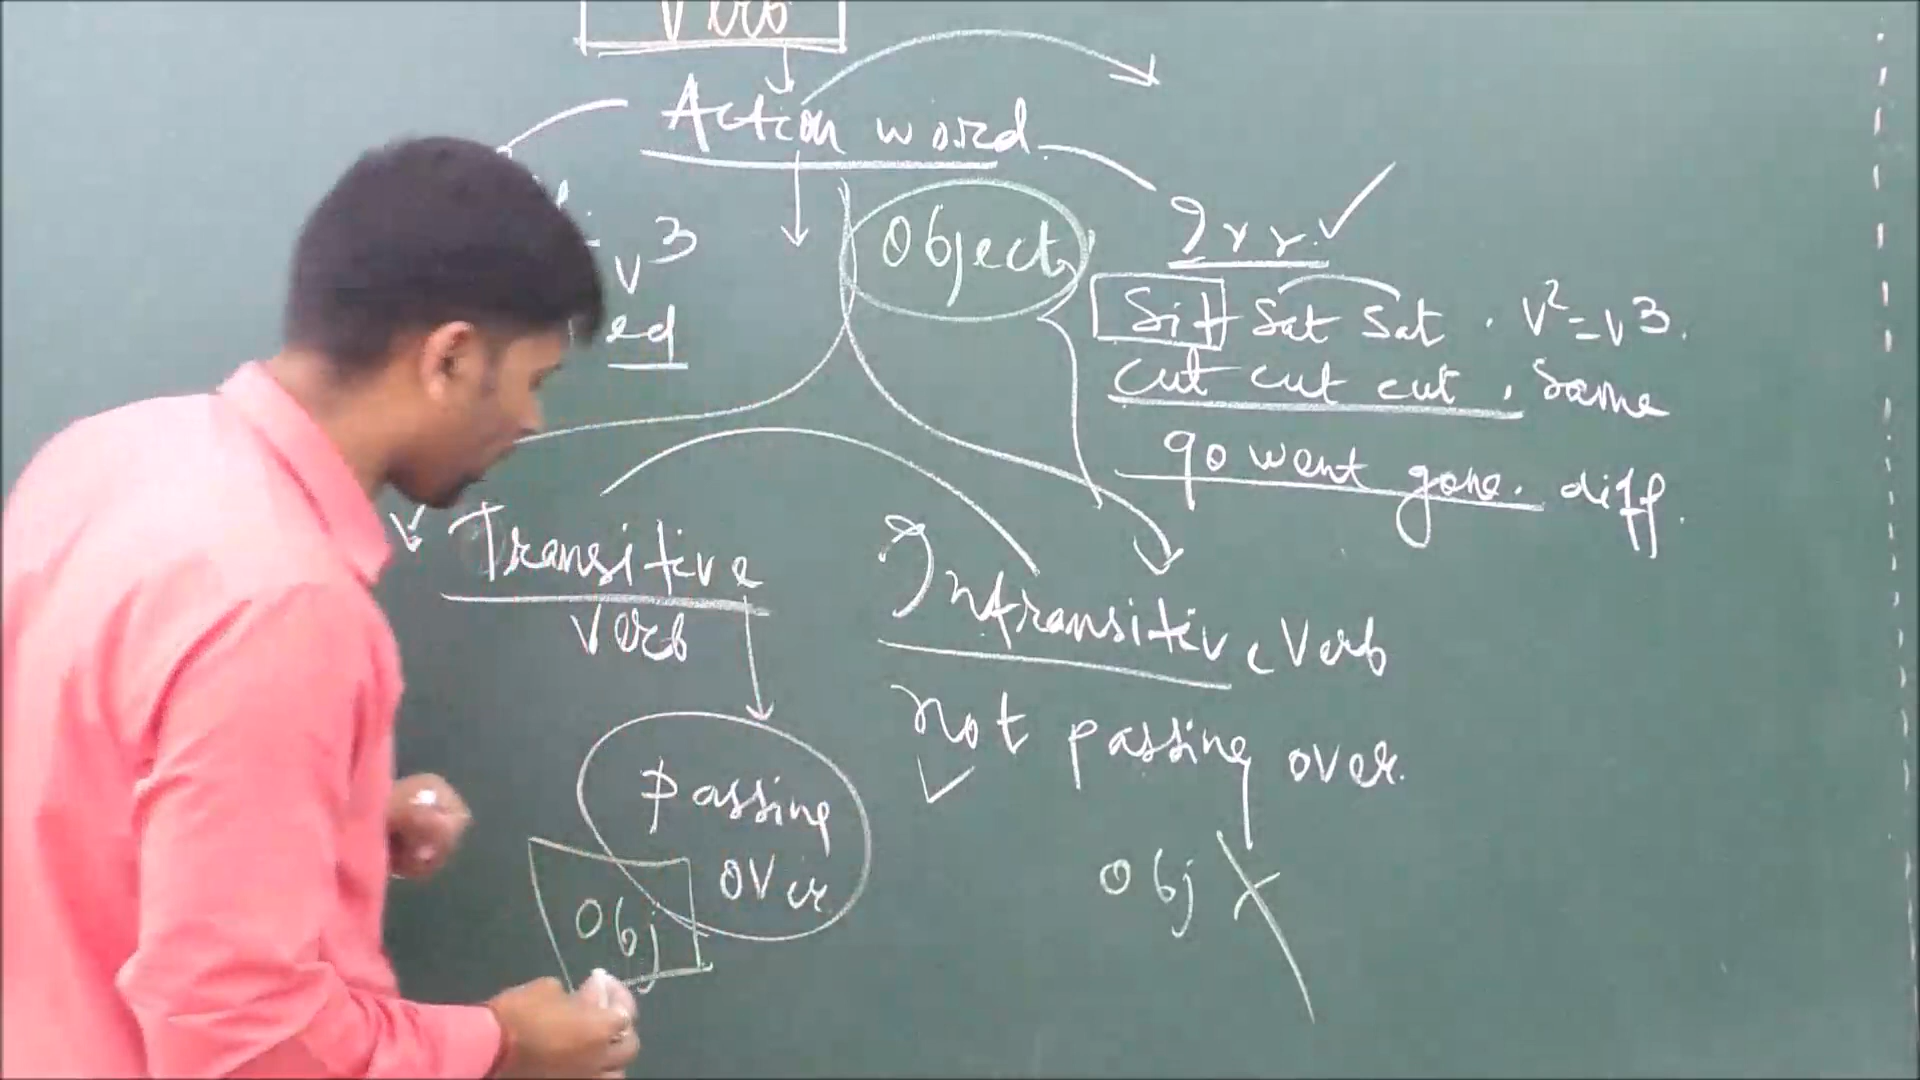 Verb
Action word
Object
Irr.
v3
Sit Sat Sat . v2 = v3.
ed
cut cut cut , Same
go went gone. diff.
Transitive
Verb
Intransitive Verb
not passing over.
passing
over
obj
obj